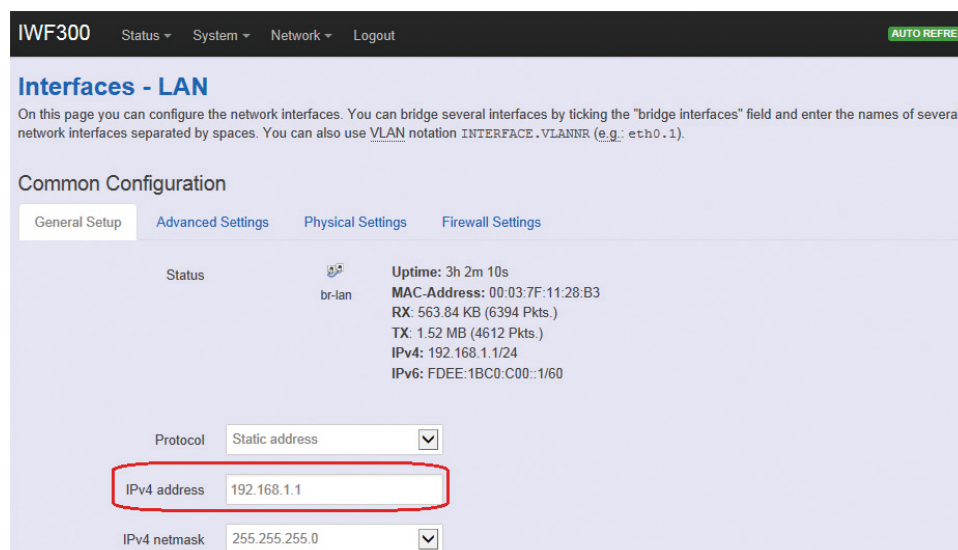 IWF300 Status System Network Logout AUTO REFRE
Interfaces - LAN
On this page you can configure the network interfaces. You can bridge several interfaces by ticking the "bridge interfaces" field and enter the names of severa
network interfaces separated by spaces. You can also use VLAN notation INTERFACE.VLANNR (e.g.: eth0.1).
Common Configuration
General Setup Advanced Settings Physical Settings Firewall Settings
Status
br-lan
Uptime: 3h 2m 10s
MAC-Address: 00:03:7F:11:28:B3
RX: 563.84 KB (6394 Pkts.)
TX: 1.52 MB (4612 Pkts.)
IPv4: 192.168.1.1/24
IPv6: FDEE:1BC0:C00::1/60
Protocol Static address
IPv4 address 192.168.1.1
IPv4 netmask 255.255.255.0